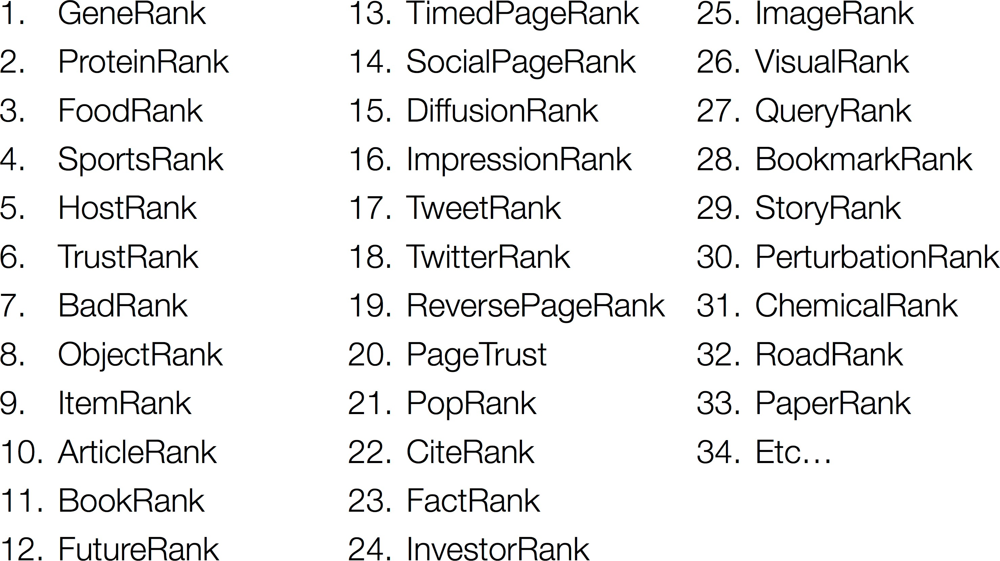 1. GeneRank
2. ProteinRank
3. FoodRank
4. SportsRank
5. HostRank
6. TrustRank
7. BadRank
8. ObjectRank
9. ItemRank
10. ArticleRank
11. BookRank
12. FutureRank
13. TimedPageRank
14. SocialPageRank
15. DiffusionRank
16. ImpressionRank
17. TweetRank
18. TwitterRank
19. ReversePageRank
20. PageTrust
21. PopRank
22. CiteRank
23. FactRank
24. InvestorRank
25. ImageRank
26. VisualRank
27. QueryRank
28. BookmarkRank
29. StoryRank
30. PerturbationRank
31. ChemicalRank
32. RoadRank
33. PaperRank
34. Etc…